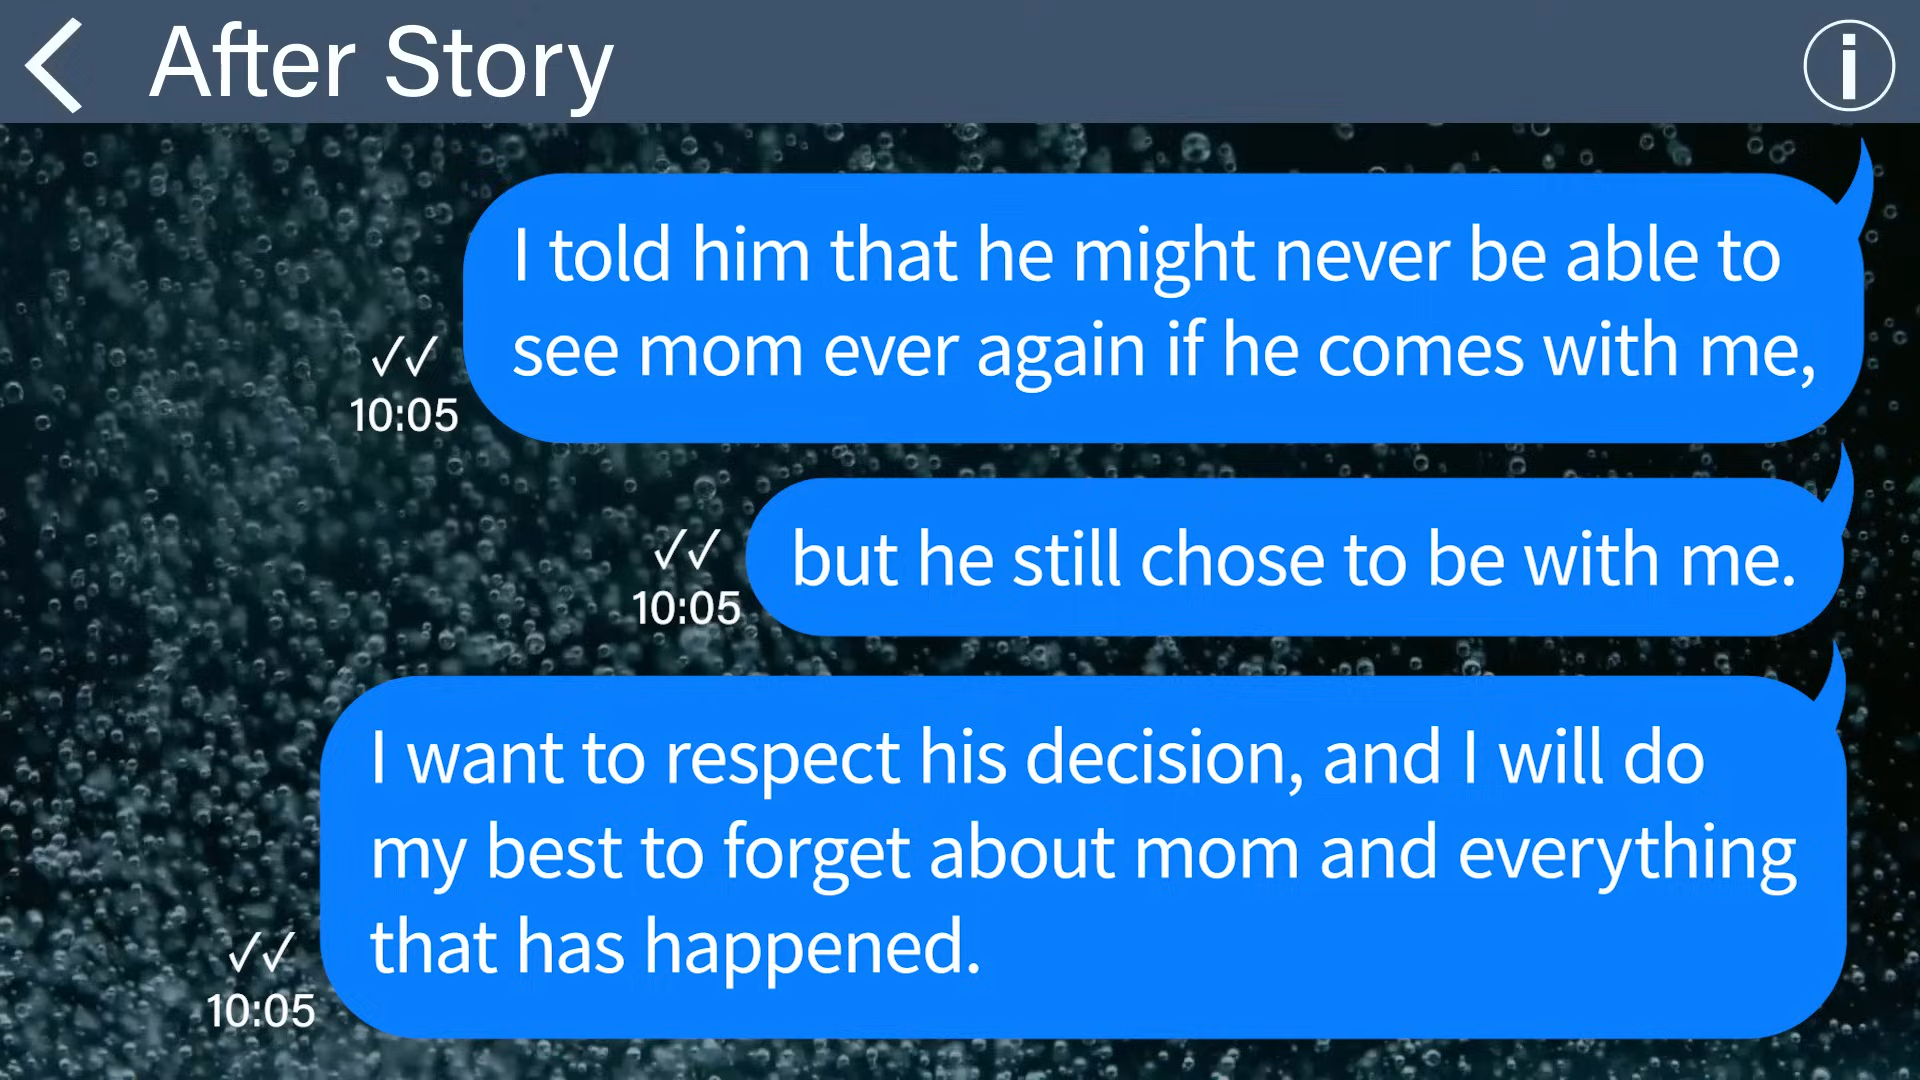 After Story
I told him that he might never be able to
see mom ever again if he comes with me,
✓✓
10:05
but he still chose to be with me.
✓✓
10:05
I want to respect his decision, and I will do
my best to forget about mom and everything
that has happened.
✓✓
10:05